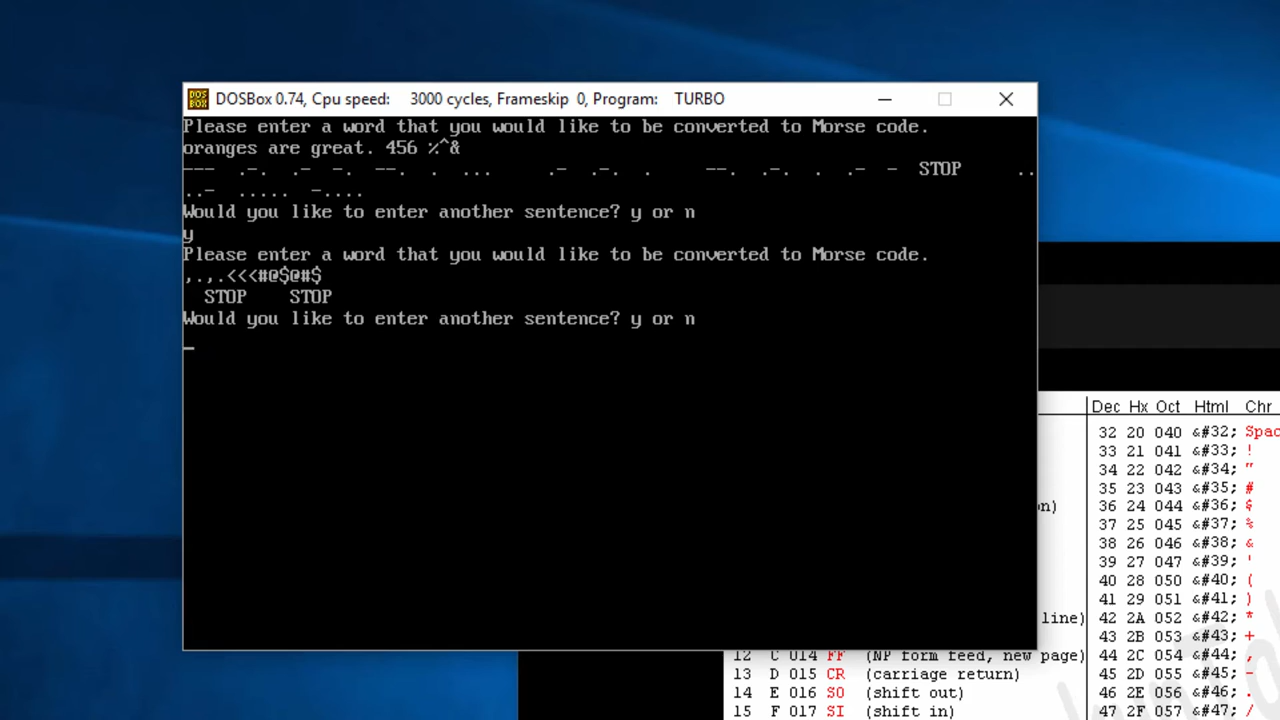 DOSBox 0.74, Cpu speed: 3000 cycles, Frameskip 0, Program: TURBO
Please enter a word that you would like to be converted to Morse code.
oranges are great. 456 %^&
--- .-. .- -. --. . ... .- .-. . --. .-. . .- - STOP ..
..- ..... -....
Would you like to enter another sentence? y or n
y
Please enter a word that you would like to be converted to Morse code.
,.,.<<<#@$@#$
STOP STOP
Would you like to enter another sentence? y or n
_
Dec Hx Oct Html Chr
32 20 040 &#32; Spac
33 21 041 &#33; !
34 22 042 &#34; "
35 23 043 &#35; #
on) 36 24 044 &#36; $
37 25 045 &#37; %
38 26 046 &#38; &
39 27 047 &#39; '
40 28 050 &#40; (
41 29 051 &#41; )
line) 42 2A 052 &#42; *
43 2B 053 &#43; +
12 C 014 FF (NP form feed, new page) 44 2C 054 &#44; ,
13 D 015 CR (carriage return) 45 2D 055 &#45; -
14 E 016 SO (shift out) 46 2E 056 &#46; .
15 F 017 SI (shift in) 47 2F 057 &#47; /